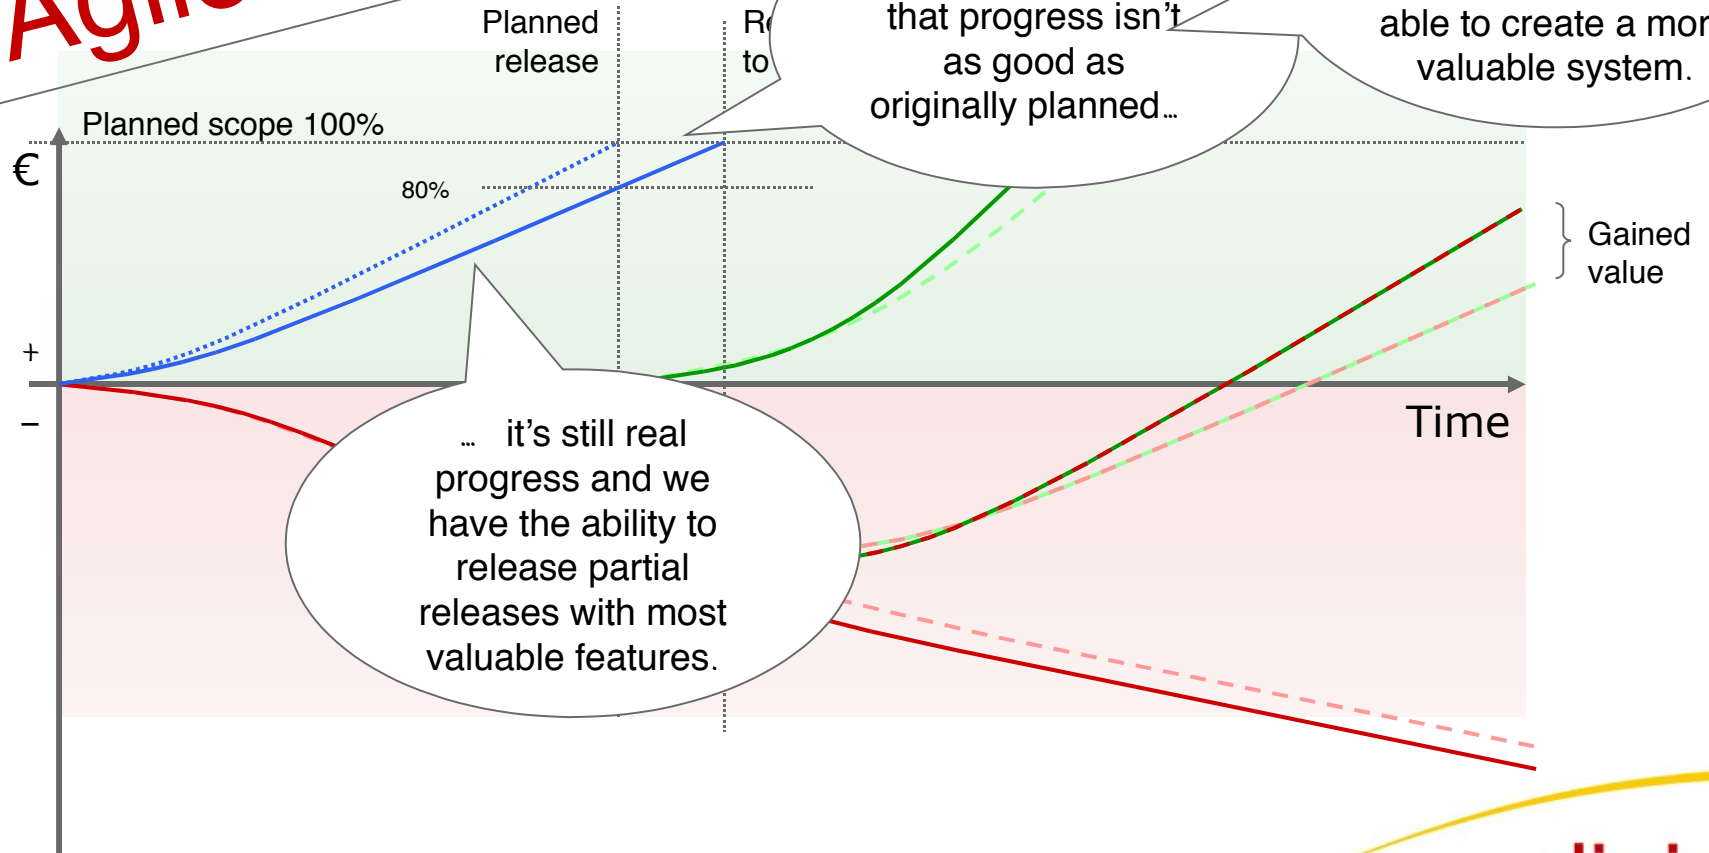 Agile
Planned
release
to
that progress isn't
as good as
originally planned…
able to create a
valuable system.
Planned scope 100%
€
80%
Gained
value
+
–
Time
… it's still real
progress and we
have the ability to
release partial
releases with most
valuable features.